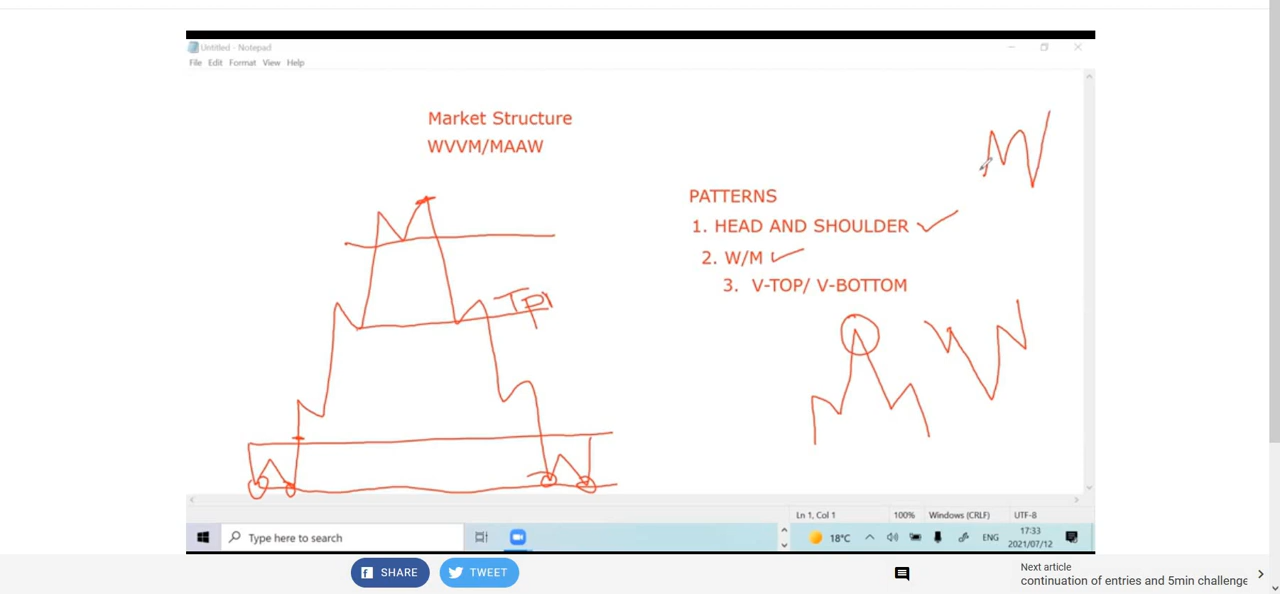 Untitled - Notepad
File Edit Format View Help
Market Structure
WVVM/MAAW
PATTERNS
1. HEAD AND SHOULDER
2. W/M
3. V-TOP/ V-BOTTOM
TP1
Ln 1, Col 1 100% Windows (CRLF) UTF-8
Type here to search
18°C ENG
17:33
2021/07/12
SHARE TWEET
Next article
continuation of entries and 5min challenge